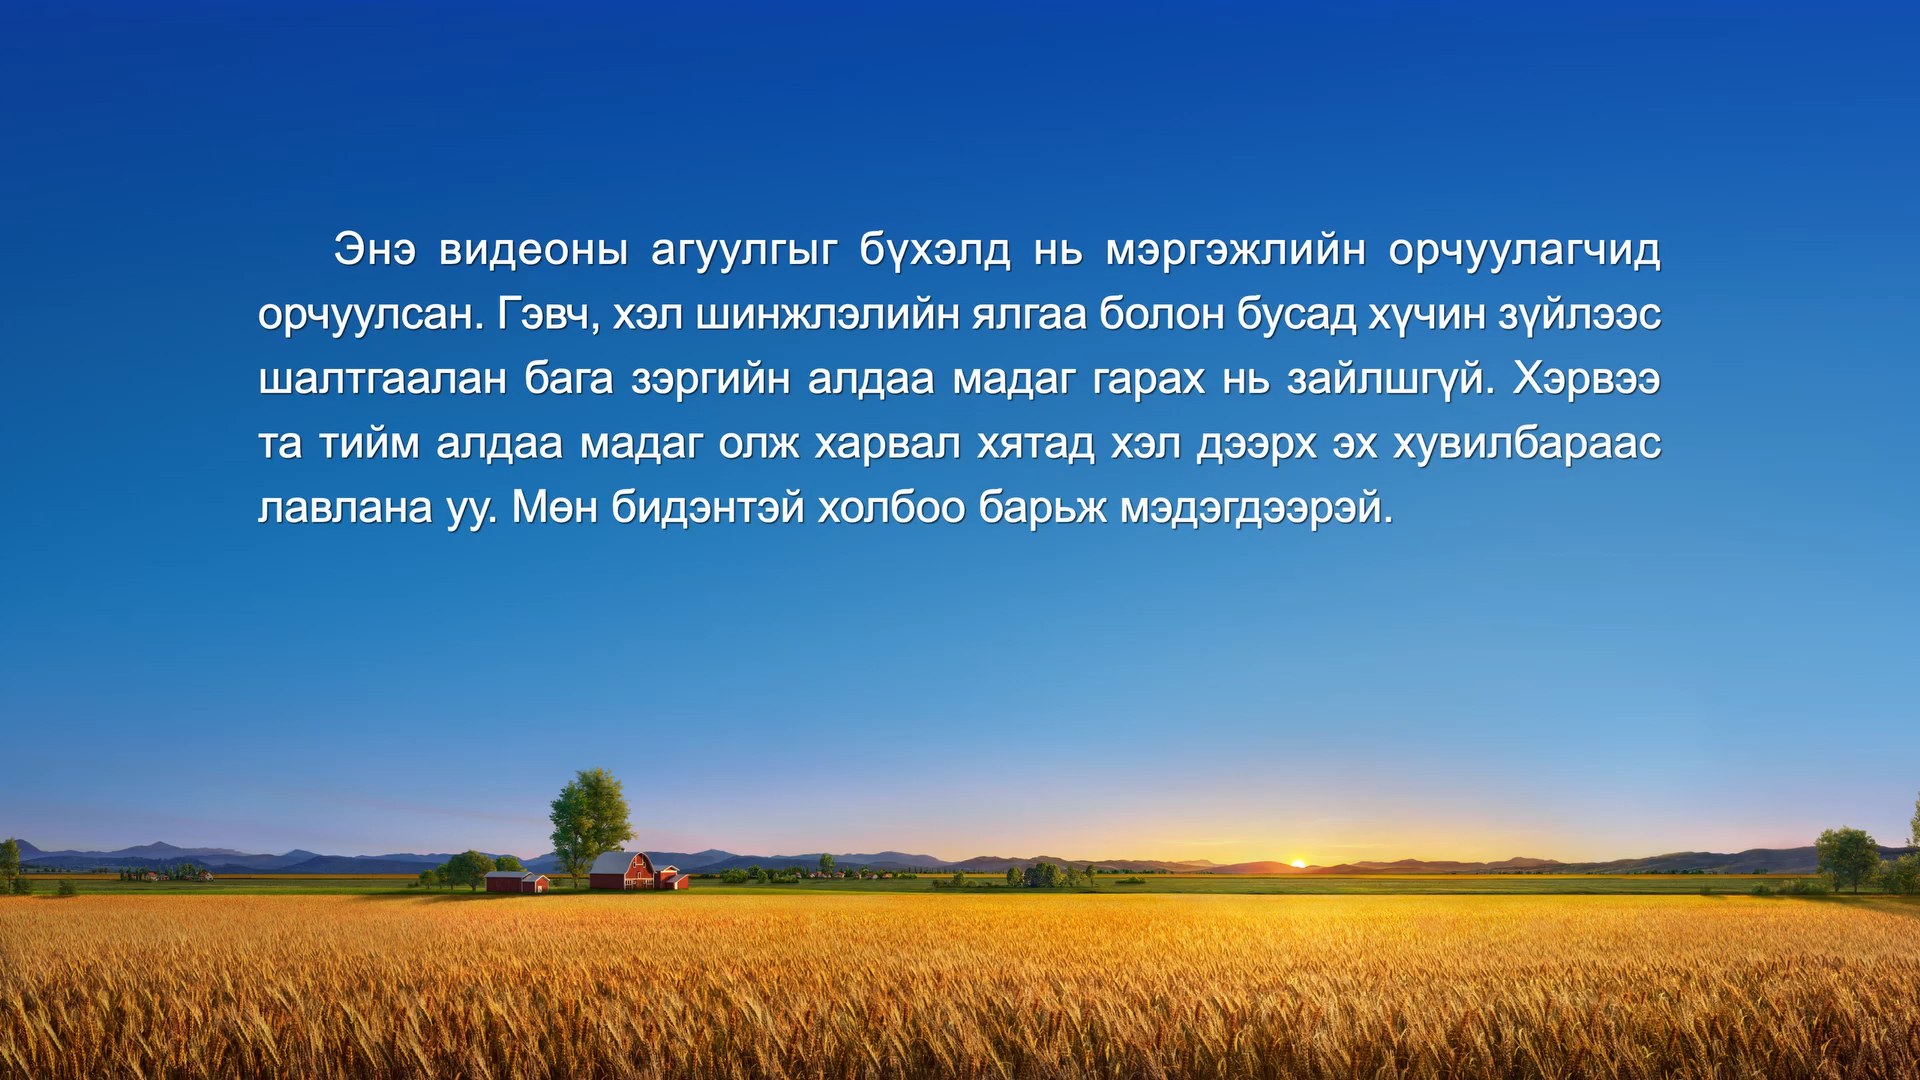 Энэ видеоны агуулгыг бүхэлд нь мэргэжлийн орчуулагчид
орчуулсан. Гэвч, хэл шинжлэлийн ялгаа болон бусад хүчин зүйлээс
шалтгаалан бага зэргийн алдаа мадаг гарах нь зайлшгүй. Хэрвээ
та тийм алдаа мадаг олж харвал хятад хэл дээрх эх хувилбараас
лавлана уу. Мөн бидэнтэй холбоо барьж мэдэгдээрэй.